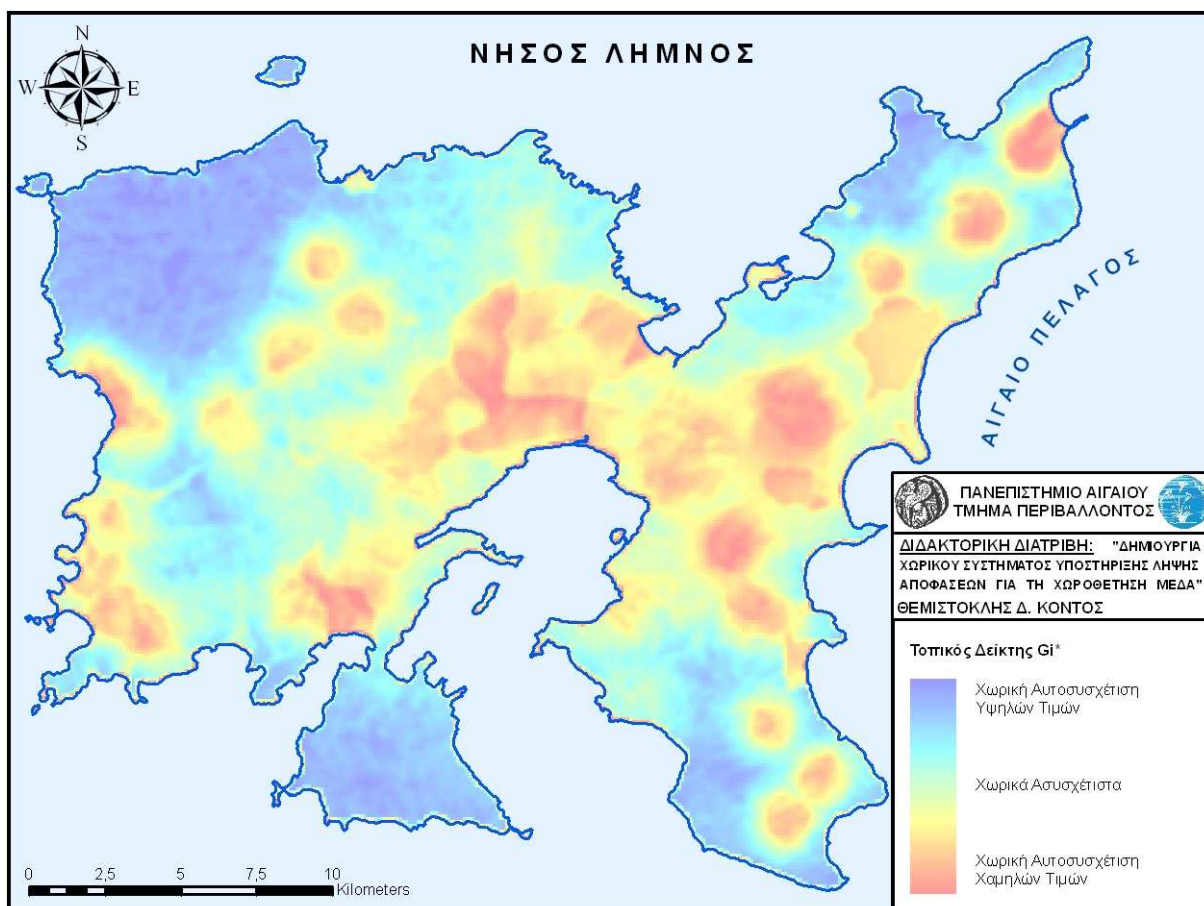 ΝΗΣΟΣ ΛΗΜΝΟΣ
N
W E
S
ΑΙΓΑΙΟ ΠΕΛΑΓΟΣ
ΠΑΝΕΠΙΣΤΗΜΙΟ ΑΙΓΑΙΟΥ
ΤΜΗΜΑ ΠΕΡΙΒΑΛΛΟΝΤΟΣ
ΔΙΔΑΚΤΟΡΙΚΗ ΔΙΑΤΡΙΒΗ: "ΔΗΜΙΟΥΡΓΙΑ
ΧΩΡΙΚΟΥ ΣΥΣΤΗΜΑΤΟΣ ΥΠΟΣΤΗΡΙΞΗΣ ΛΗΨΗΣ
ΑΠΟΦΑΣΕΩΝ ΓΙΑ ΤΗ ΧΩΡΟΘΕΤΗΣΗ ΜΕΔΑ"
ΘΕΜΙΣΤΟΚΛΗΣ Δ. ΚΟΝΤΟΣ
Τοπικός Δείκτης Gi*
Χωρική Αυτοσυσχέτιση
Υψηλών Τιμών
Χωρικά Ασυσχέτιστα
Χωρική Αυτοσυσχέτιση
Χαμηλών Τιμών
0 2,5 5 7,5 10
Kilometers